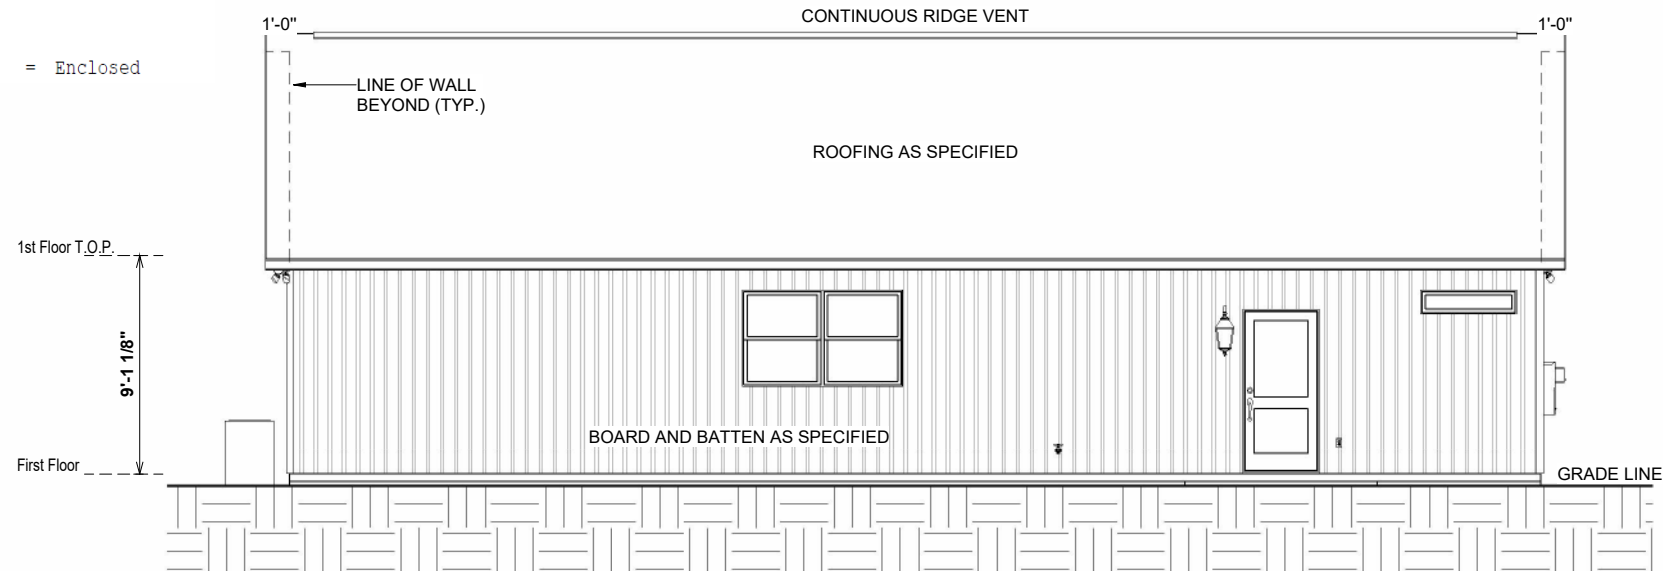 CONTINUOUS RIDGE VENT
1'-0"
1'-0"
= Enclosed
LINE OF WALL
BEYOND (TYP.)
ROOFING AS SPECIFIED
1st Floor T.O.P.
9'-1 1/8"
BOARD AND BATTEN AS SPECIFIED
First Floor
GRADE LINE